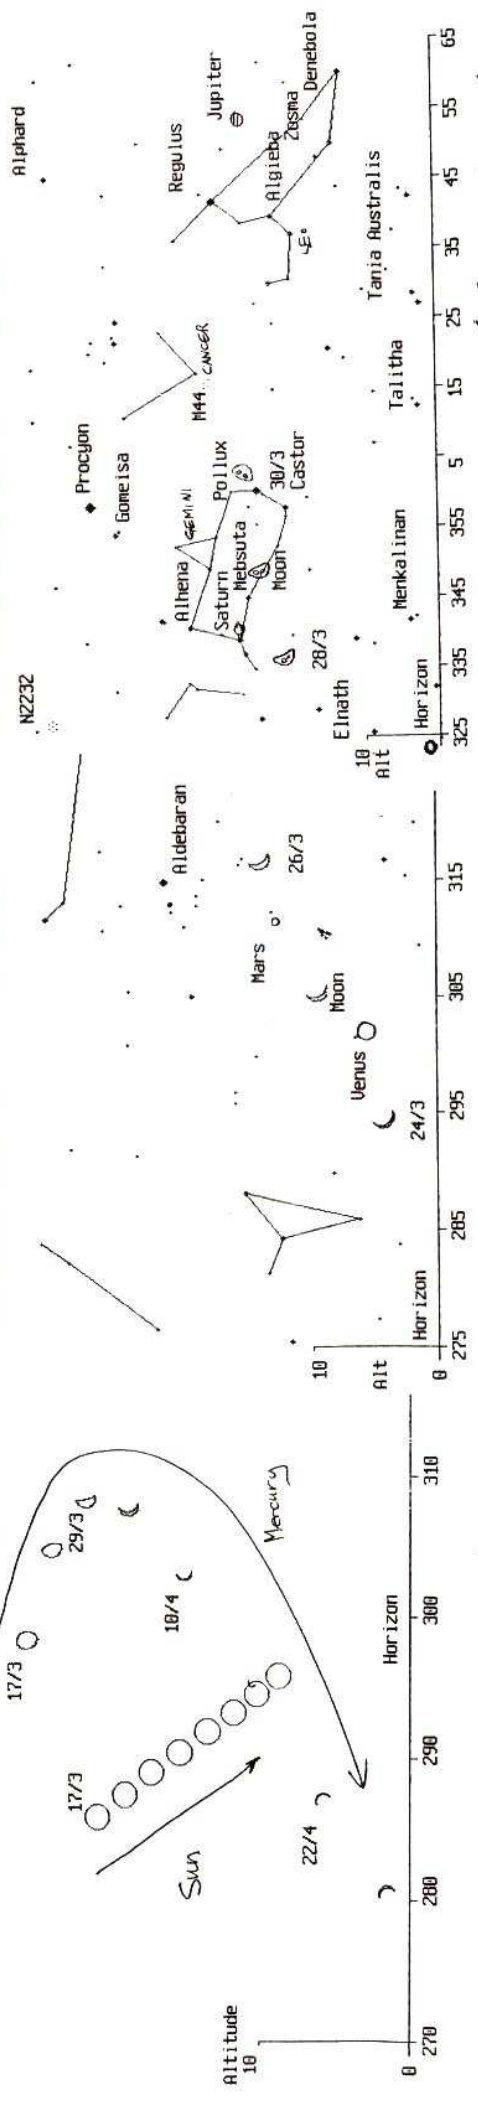 Altitude
10
0
270
280
290
300
310
Horizon
17/3
17/3
29/3
10/4
22/4
Sun
Mercury
10
Alt
0
275
285
295
305
315
Horizon
24/3
Venus
Moon
Mars
26/3
Aldebaran
N2232
10
Alt
Horizon
325
335
345
355
5
15
25
35
45
55
65
Elnath
28/3
Menkalinan
Moon
Mebsuta
Saturn
Alhena
GEMINI
Pollux
30/3
Castor
Gomeisa
Procyon
M44
CANCER
Talitha
Tania Australis
LEO
Algieba
Zosma
Denebola
Regulus
Jupiter
Alphard